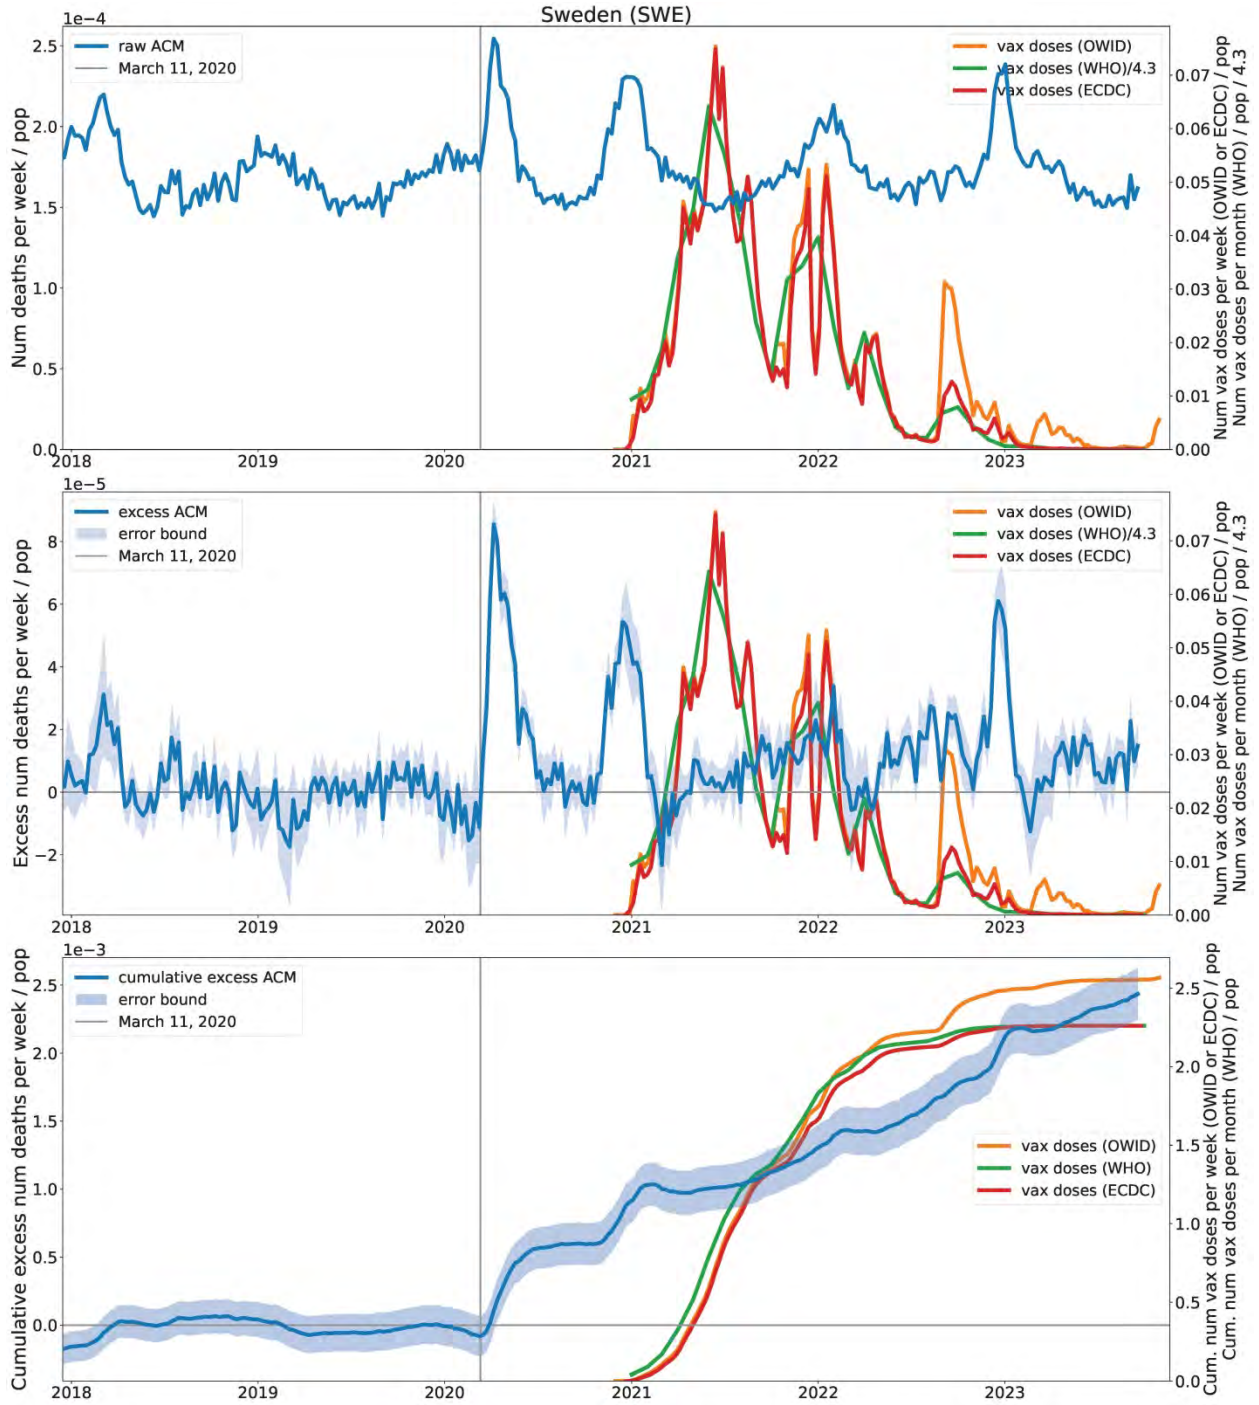 Sweden (SWE)
1e−4
raw ACM
March 11, 2020
vax doses (OWID)
vax doses (WHO)/4.3
vax doses (ECDC)
Num deaths per week / pop
2.5
2.0
1.5
1.0
0.5
0.0
0.07
0.06
0.05
0.04
0.03
0.02
0.01
0.00
Num vax doses per week (OWID or ECDC) / pop
Num vax doses per month (WHO) / pop / 4.3
2018 2019 2020 2021 2022 2023
1e−5
excess ACM
error bound
March 11, 2020
vax doses (OWID)
vax doses (WHO)/4.3
vax doses (ECDC)
Excess num deaths per week / pop
8
6
4
2
0
−2
0.07
0.06
0.05
0.04
0.03
0.02
0.01
0.00
Num vax doses per week (OWID or ECDC) / pop
Num vax doses per month (WHO) / pop / 4.3
2018 2019 2020 2021 2022 2023
1e−3
cumulative excess ACM
error bound
March 11, 2020
vax doses (OWID)
vax doses (WHO)
vax doses (ECDC)
Cumulative excess num deaths per week / pop
2.5
2.0
1.5
1.0
0.5
0.0
2.5
2.0
1.5
1.0
0.5
0.0
Cum. num vax doses per week (OWID or ECDC) / pop
Cum. num vax doses per month (WHO) / pop
2018 2019 2020 2021 2022 2023